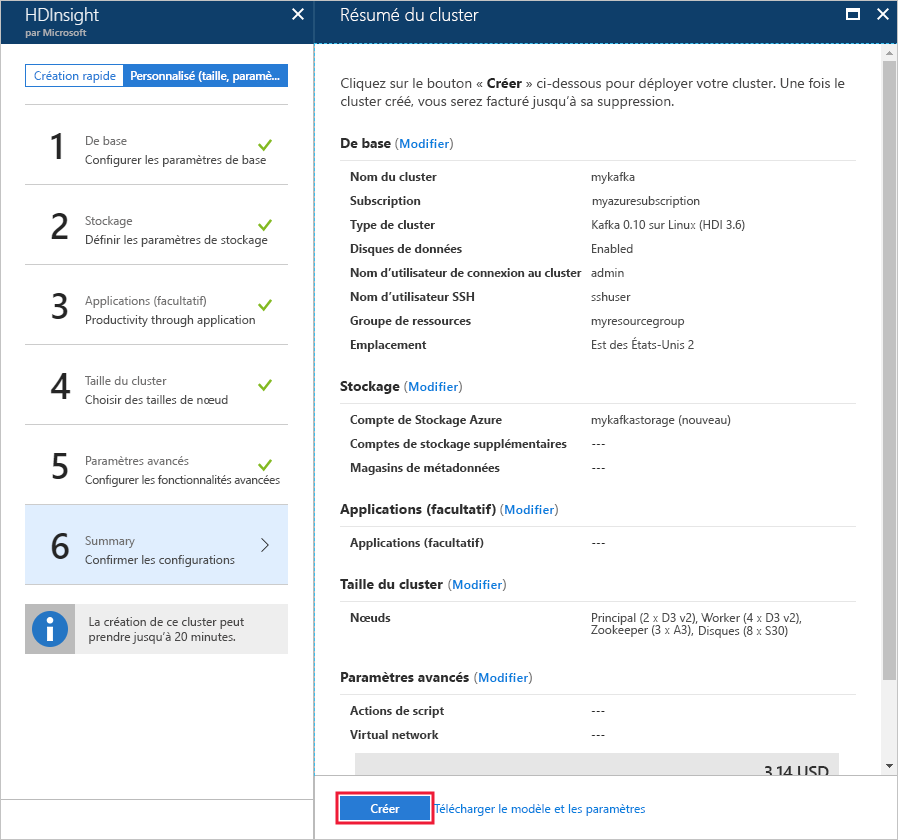 HDInsight
par Microsoft
Création rapide
Personnalisé (taille, paramè...
1
De base
Configurer les paramètres de base
2
Stockage
Définir les paramètres de stockage
3
Applications (facultatif)
Productivity through application
4
Taille du cluster
Choisir des tailles de nœud
5
Paramètres avancés
Configurer les fonctionnalités avancées
6
Summary
Confirmer les configurations
La création de ce cluster peut
prendre jusqu'à 20 minutes.
Résumé du cluster
Cliquez sur le bouton « Créer » ci-dessous pour déployer votre cluster. Une fois le
cluster créé, vous serez facturé jusqu'à sa suppression.
De base (Modifier)
Nom du cluster mykafka
Subscription myazuresubscription
Type de cluster Kafka 0.10 sur Linux (HDI 3.6)
Disques de données Enabled
Nom d'utilisateur de connexion au cluster admin
Nom d'utilisateur SSH sshuser
Groupe de ressources myresourcegroup
Emplacement Est des États-Unis 2
Stockage (Modifier)
Compte de Stockage Azure mykafkastorage (nouveau)
Comptes de stockage supplémentaires ---
Magasins de métadonnées ---
Applications (facultatif) (Modifier)
Applications (facultatif) ---
Taille du cluster (Modifier)
Nœuds Principal (2 x D3 v2), Worker (4 x D3 v2),
Zookeeper (3 x A3), Disques (8 x S30)
Paramètres avancés (Modifier)
Actions de script ---
Virtual network ---
3.14 USD
Créer
Télécharger le modèle et les paramètres